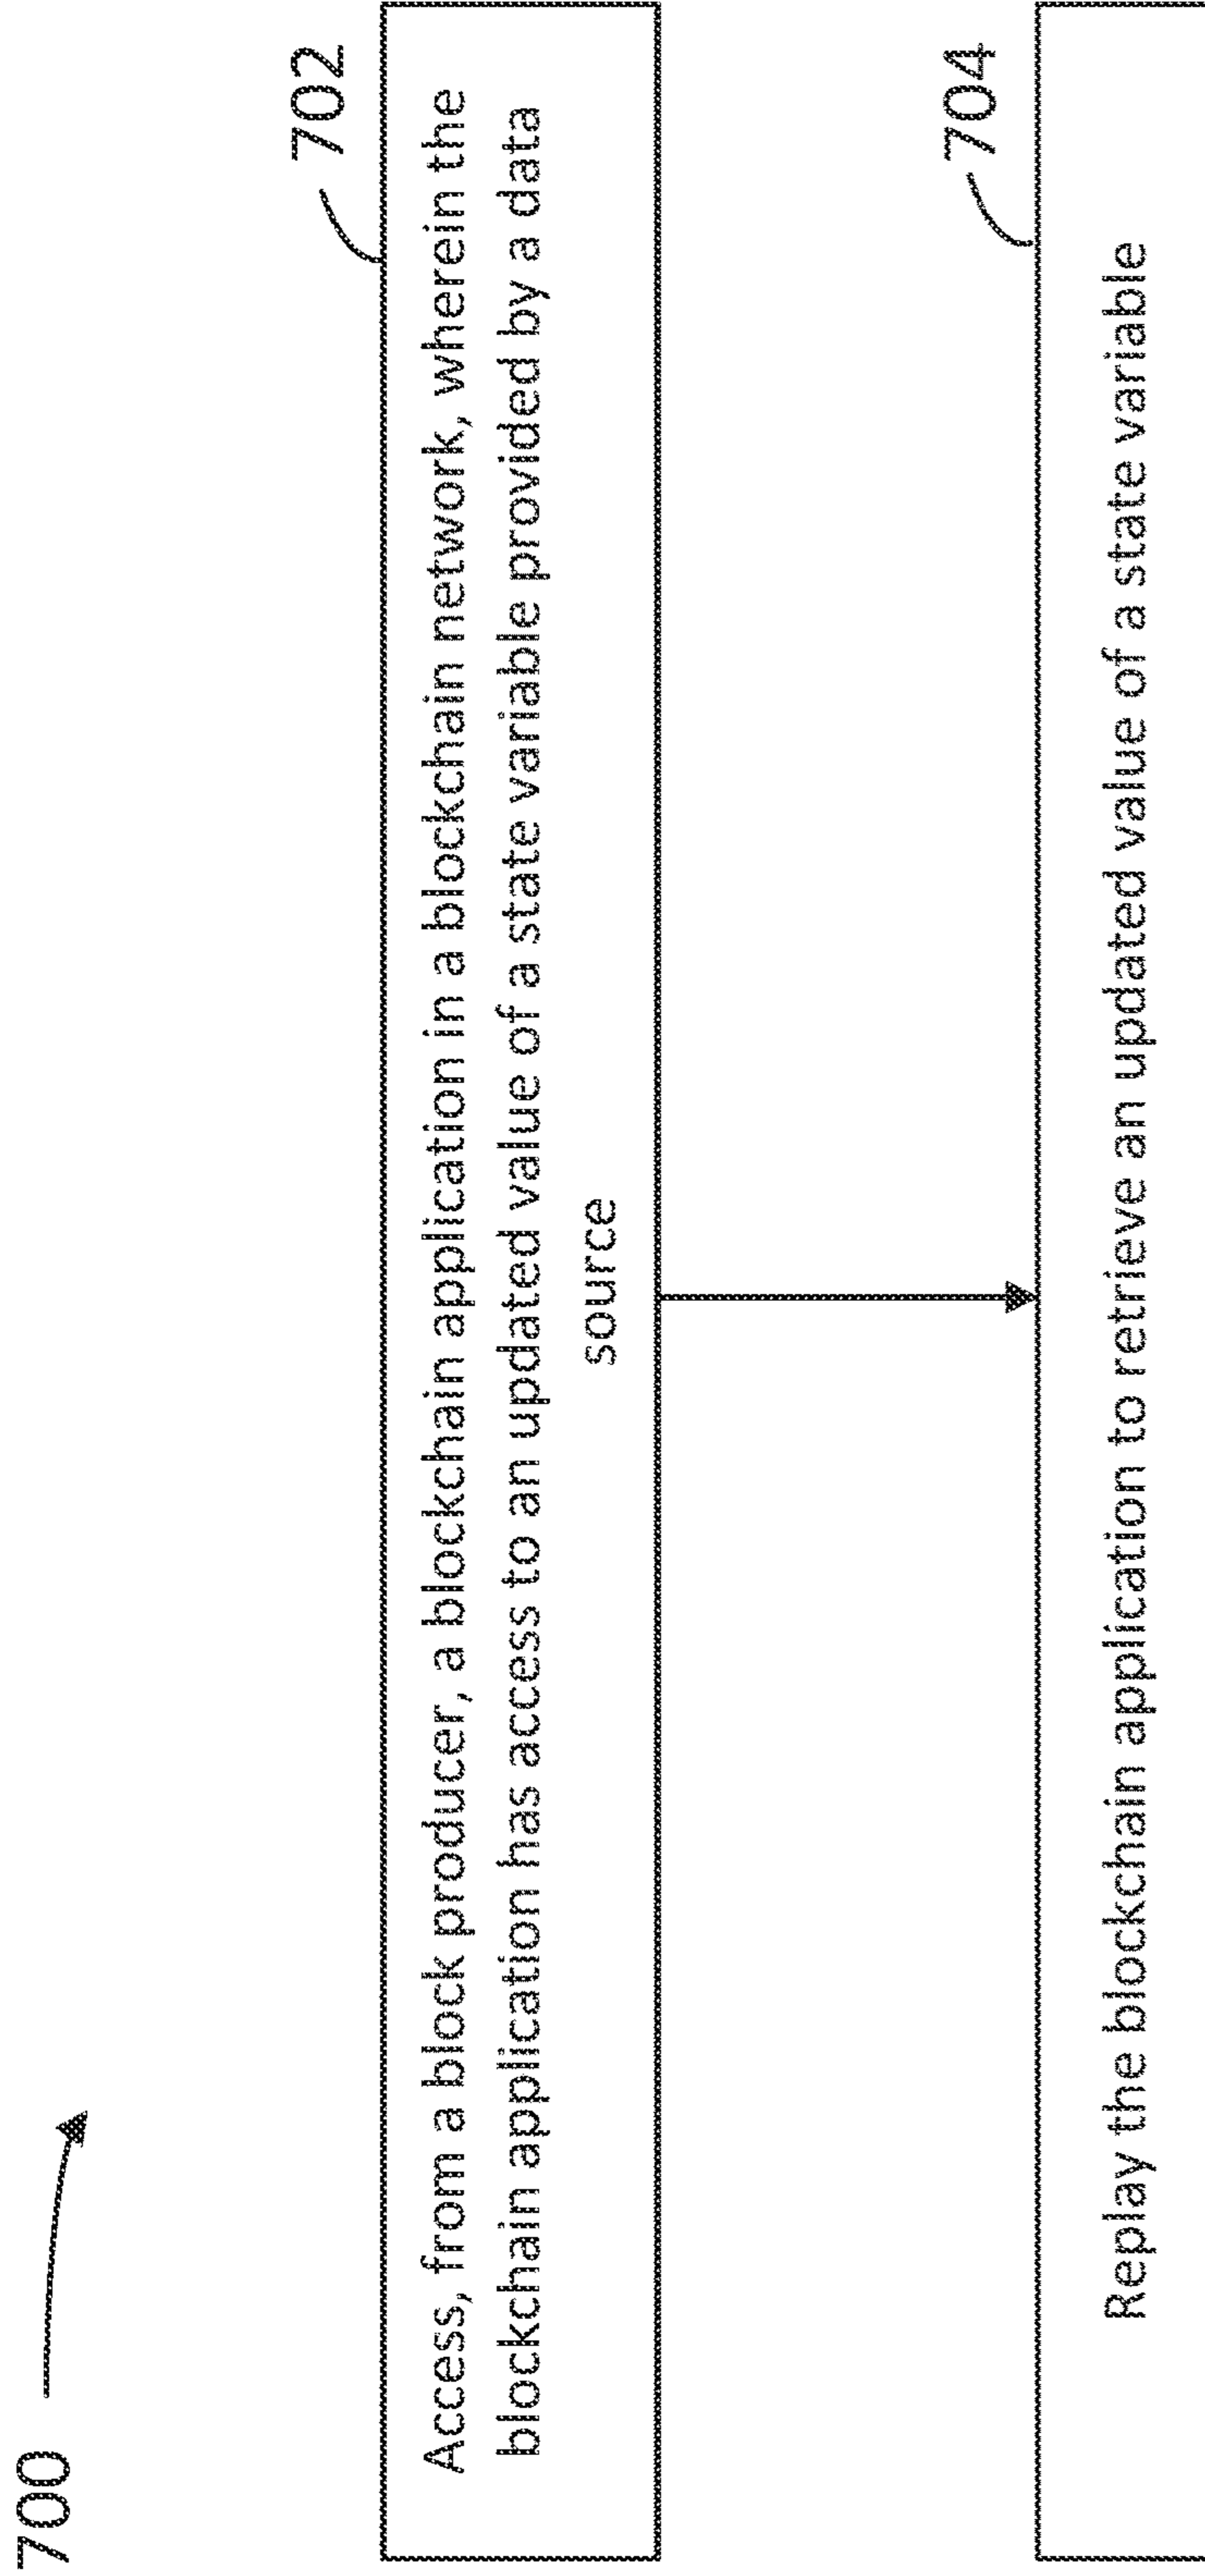 700
702
Access, from a block producer, a blockchain application in a blockchain network, wherein the
blockchain application has access to an updated value of a state variable provided by a data
source
704
Replay the blockchain application to retrieve an updated value of a state variable